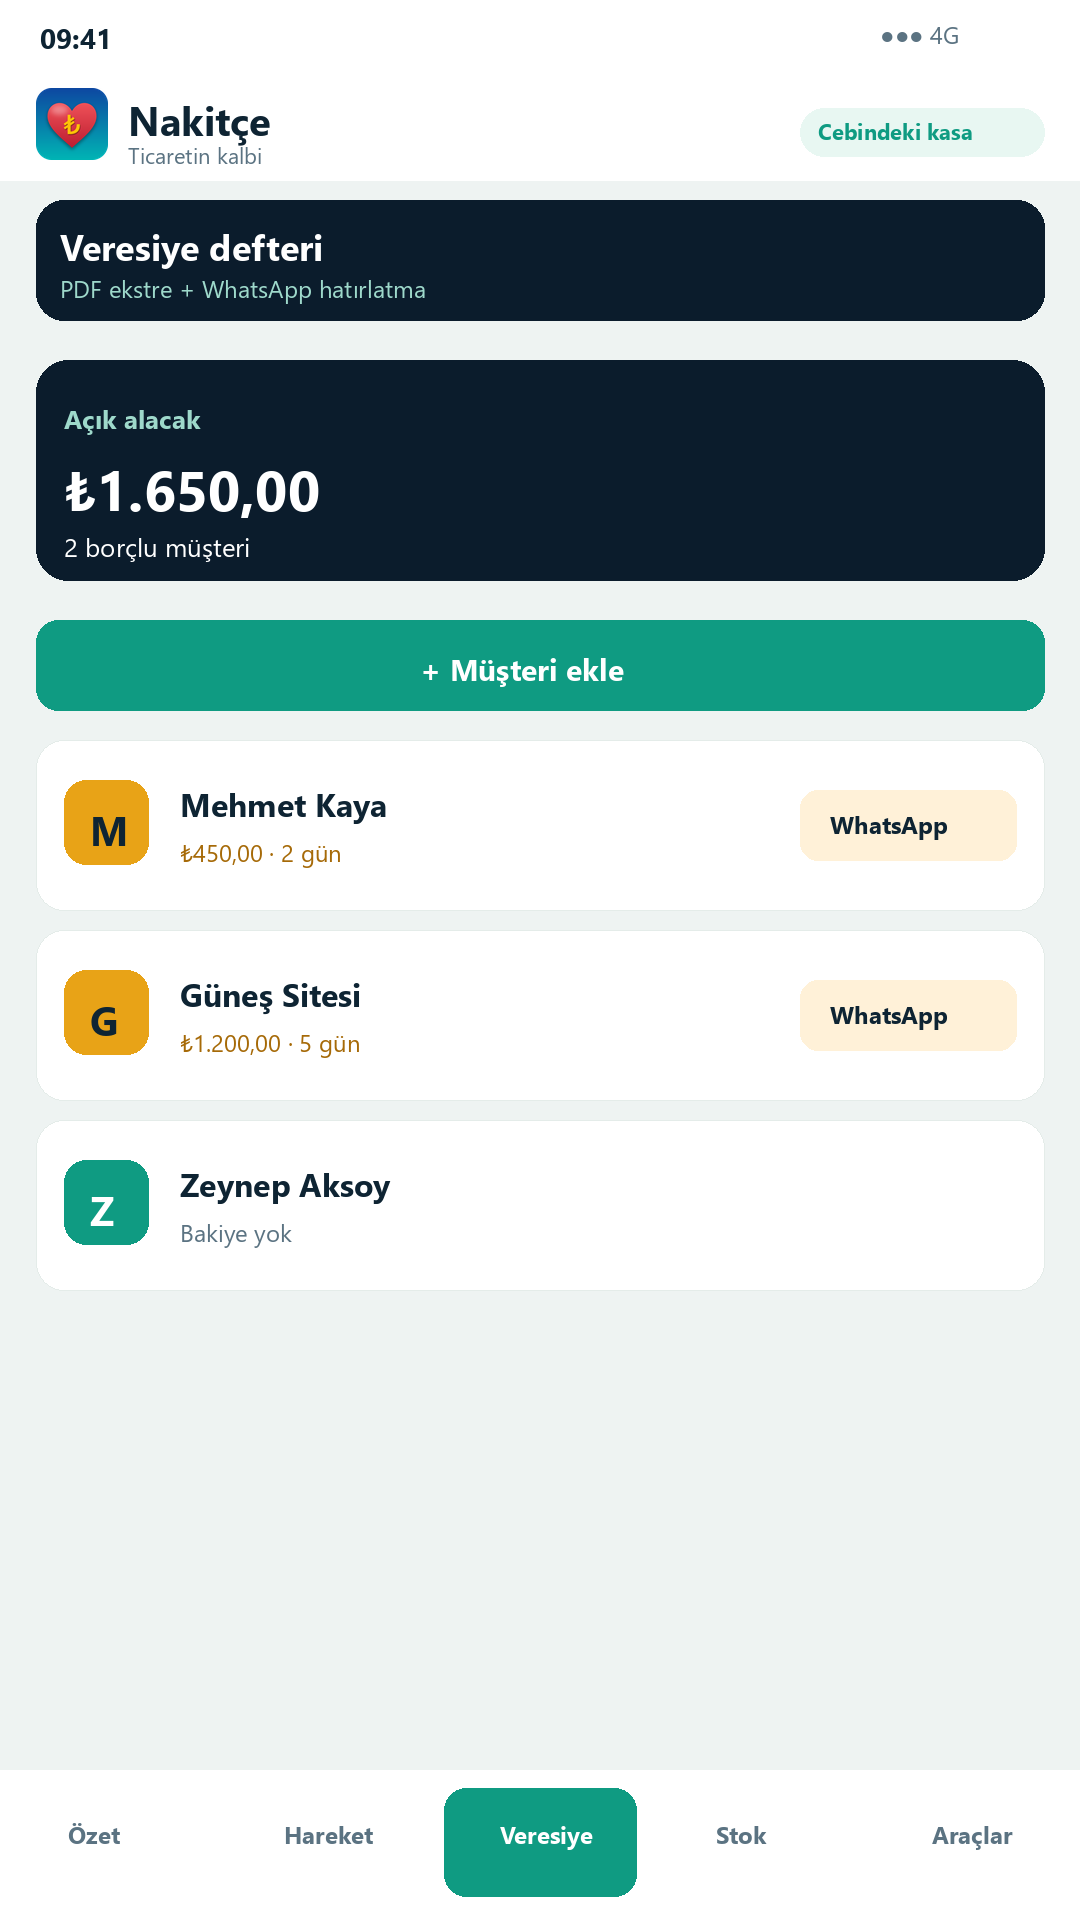 09:41
●●● 4G
Nakitçe
Ticaretin kalbi
Cebindeki kasa
Veresiye defteri
PDF ekstre + WhatsApp hatırlatma
Açık alacak
₺1.650,00
2 borçlu müşteri
+ Müşteri ekle
M
Mehmet Kaya
₺450,00 · 2 gün
WhatsApp
G
Güneş Sitesi
₺1.200,00 · 5 gün
WhatsApp
Z
Zeynep Aksoy
Bakiye yok
Özet
Hareket
Veresiye
Stok
Araçlar